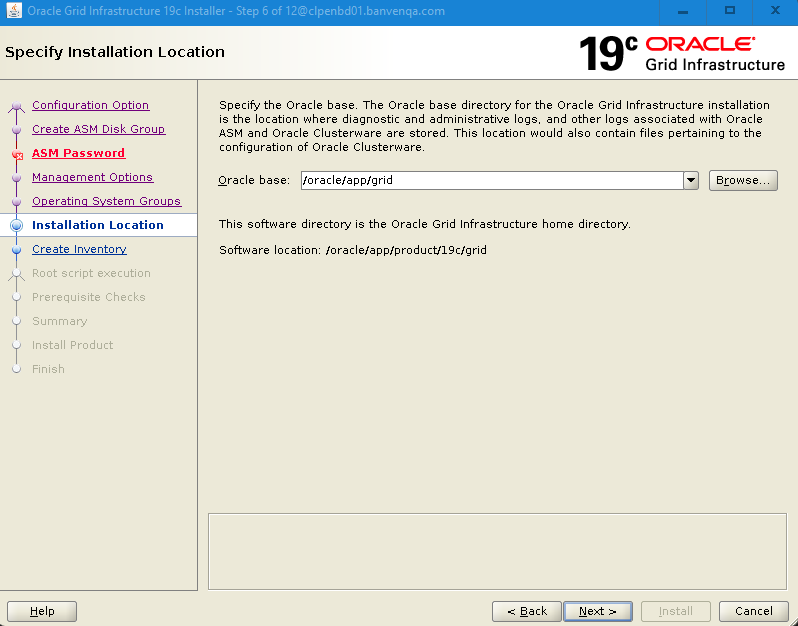 Oracle Grid Infrastructure 19c Installer - Step 6 of 12@clpenbd01.banvenqa.com
Specify Installation Location
19c ORACLE
Grid Infrastructure
Configuration Option
Create ASM Disk Group
ASM Password
Management Options
Operating System Groups
Installation Location
Create Inventory
Root script execution
Prerequisite Checks
Summary
Install Product
Finish
Specify the Oracle base. The Oracle base directory for the Oracle Grid Infrastructure installation
is the location where diagnostic and administrative logs, and other logs associated with Oracle
ASM and Oracle Clusterware are stored. This location would also contain files pertaining to the
configuration of Oracle Clusterware.
Oracle base: /oracle/app/grid Browse...
This software directory is the Oracle Grid Infrastructure home directory.
Software location: /oracle/app/product/19c/grid
Help < Back Next > Install Cancel